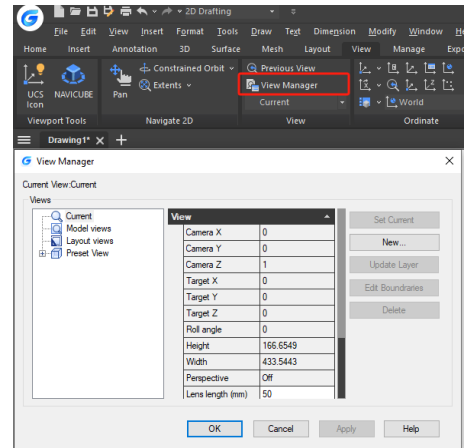 2D Drafting
File Edit View Insert Format Tools Draw Text Dimension Modify Window
Home Insert Annotation 3D Surface Mesh Layout View Manage
Constrained Orbit
Previous View
UCS Icon
NAVICUBE
Pan
Extents
View Manager
Current
World
Viewport Tools Navigate 2D View Ordinate
Drawing1*
View Manager
Current View:Current
Views
Current
Model views
Layout views
Preset View
View
Camera X 0
Camera Y 0
Camera Z 1
Target X 0
Target Y 0
Target Z 0
Roll angle 0
Height 166.6549
Width 433.5443
Perspective Off
Lens length (mm) 50
Set Current
New...
Update Layer
Edit Boundaries
Delete
OK Cancel Apply Help